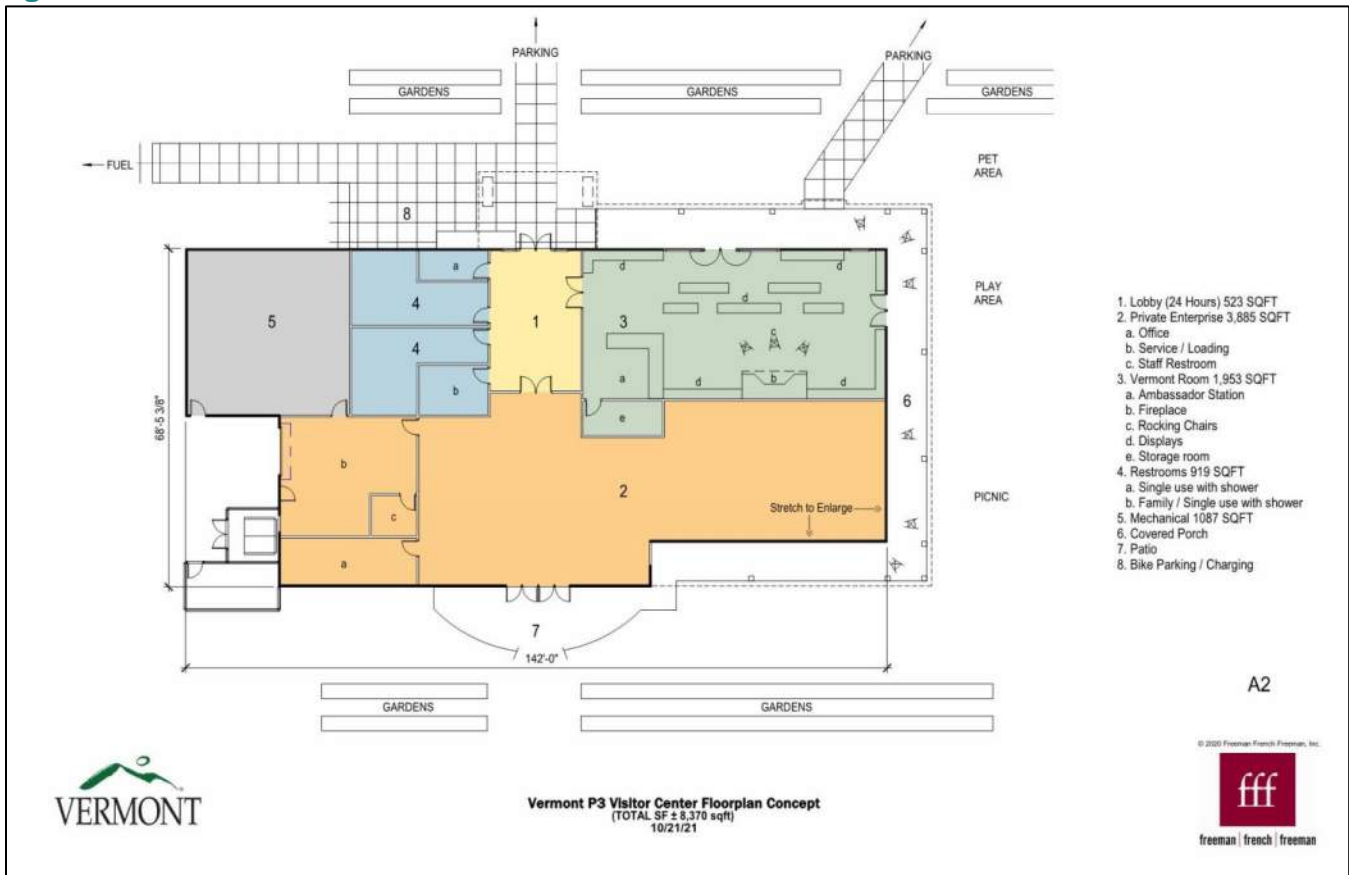 PARKING
PARKING
GARDENS
GARDENS
GARDENS
FUEL
PET
AREA
8
a
d
d
PLAY
AREA
5
4
1
3
d
c
4
b
a
d
b
d
e
6
68'-5 3/8"
b
2
PICNIC
c
Stretch to Enlarge
a
7
142'-0"
GARDENS
GARDENS
1. Lobby (24 Hours) 523 SQFT
2. Private Enterprise 3,885 SQFT
a. Office
b. Service / Loading
c. Staff Restroom
3. Vermont Room 1,953 SQFT
a. Ambassador Station
b. Fireplace
c. Rocking Chairs
d. Displays
e. Storage room
4. Restrooms 919 SQFT
a. Single use with shower
b. Family / Single use with shower
5. Mechanical 1087 SQFT
6. Covered Porch
7. Patio
8. Bike Parking / Charging
A2
VERMONT
Vermont P3 Visitor Center Floorplan Concept
(TOTAL SF ± 8,370 sqft)
10/21/21
© 2020 Freeman French Freeman, Inc.
fff
freeman | french | freeman